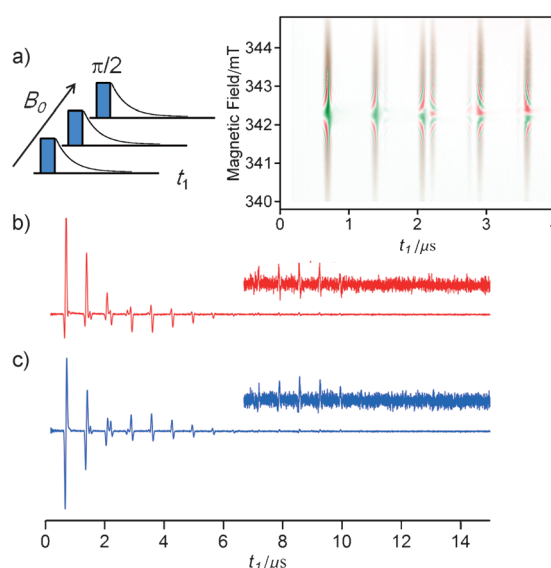 a)
π/2
B₀
t₁
Magnetic Field/mT
344
343
342
341
340
0 1 2 3
t₁/μs
b)
c)
0 2 4 6 8 10 12 14
t₁/μs